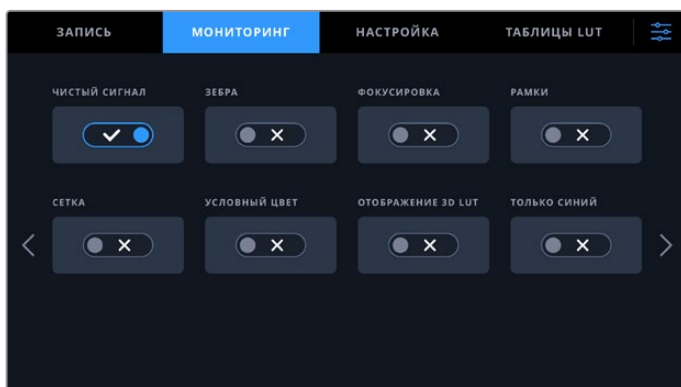 ЗАПИСЬ МОНИТОРИНГ НАСТРОЙКА ТАБЛИЦЫ LUT
ЧИСТЫЙ СИГНАЛ ЗЕБРА ФОКУСИРОВКА РАМКИ
СЕТКА УСЛОВНЫЙ ЦВЕТ ОТОБРАЖЕНИЕ 3D LUT ТОЛЬКО СИНИЙ